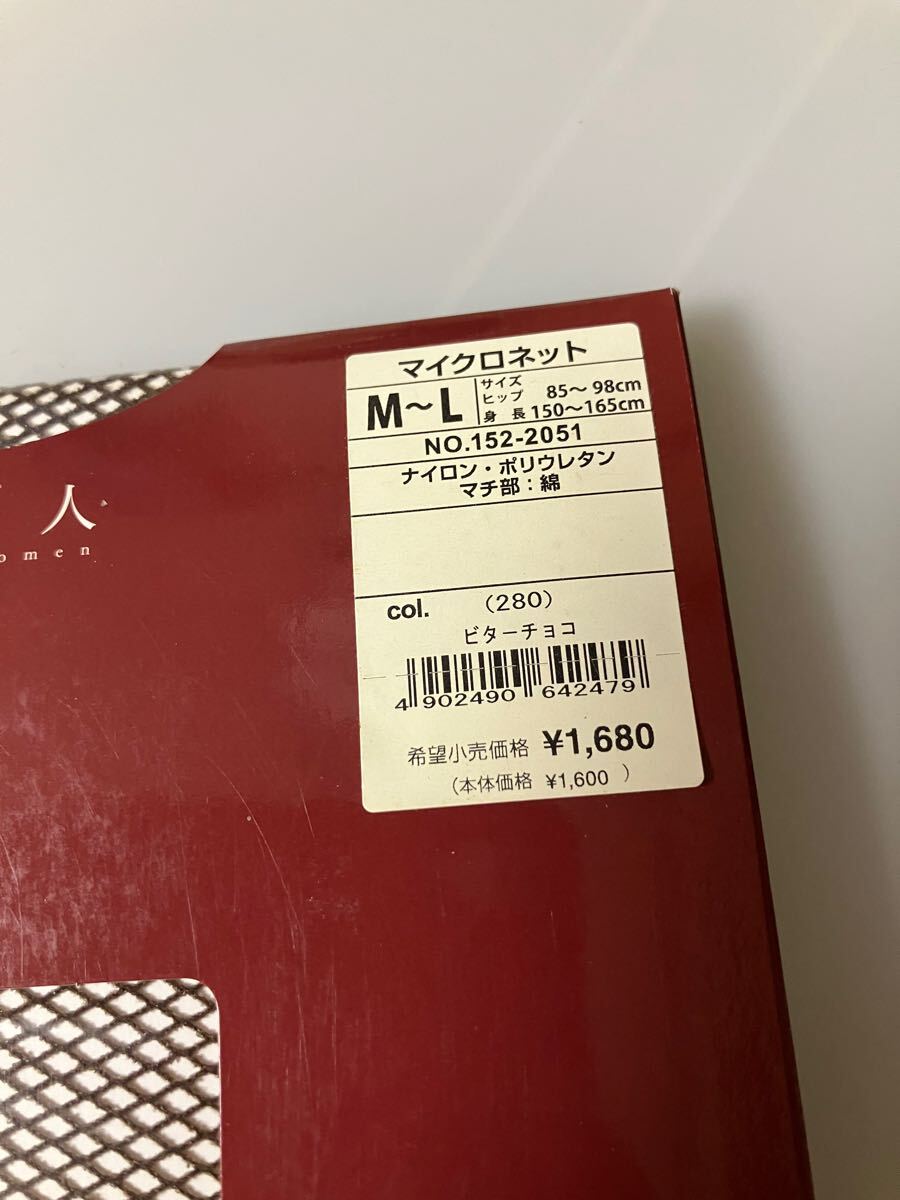 マイクロネット
M～L
サイズ
ヒップ 85～98cm
身長 150～165cm
NO.152-2051
ナイロン・ポリウレタン
マチ部：綿
col. （280）
ビターチョコ
4 902490 642479
希望小売価格 ¥1,680
（本体価格 ¥1,600 ）
人
omen